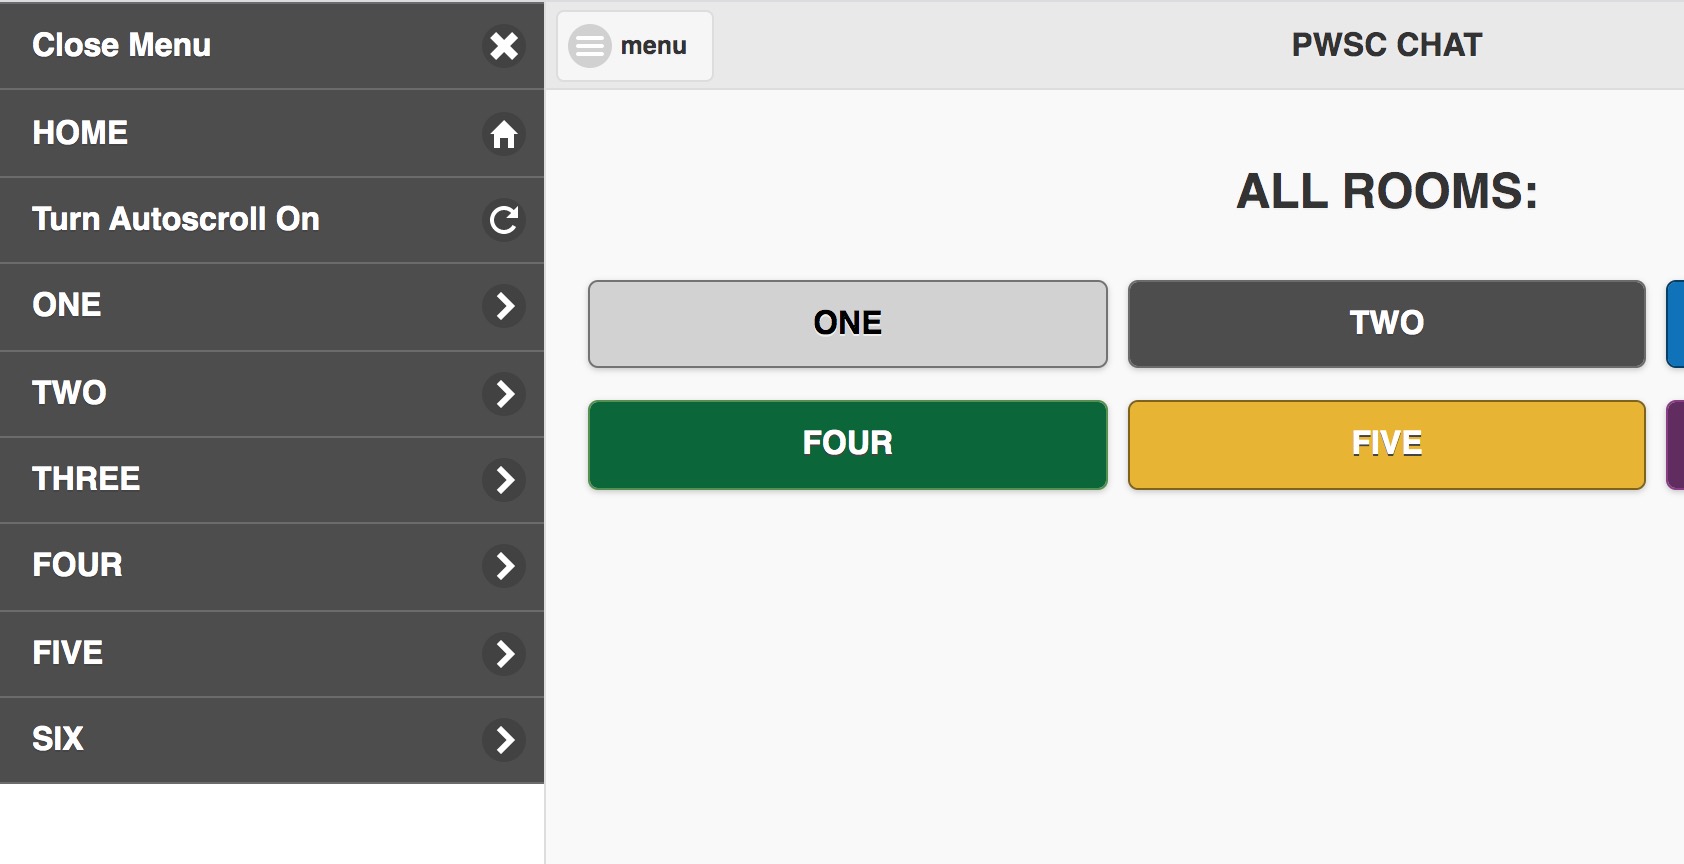 Close Menu
HOME
Turn Autoscroll On
ONE
TWO
THREE
FOUR
FIVE
SIX
menu
PWSC CHAT
ALL ROOMS:
ONE
TWO
FOUR
FIVE